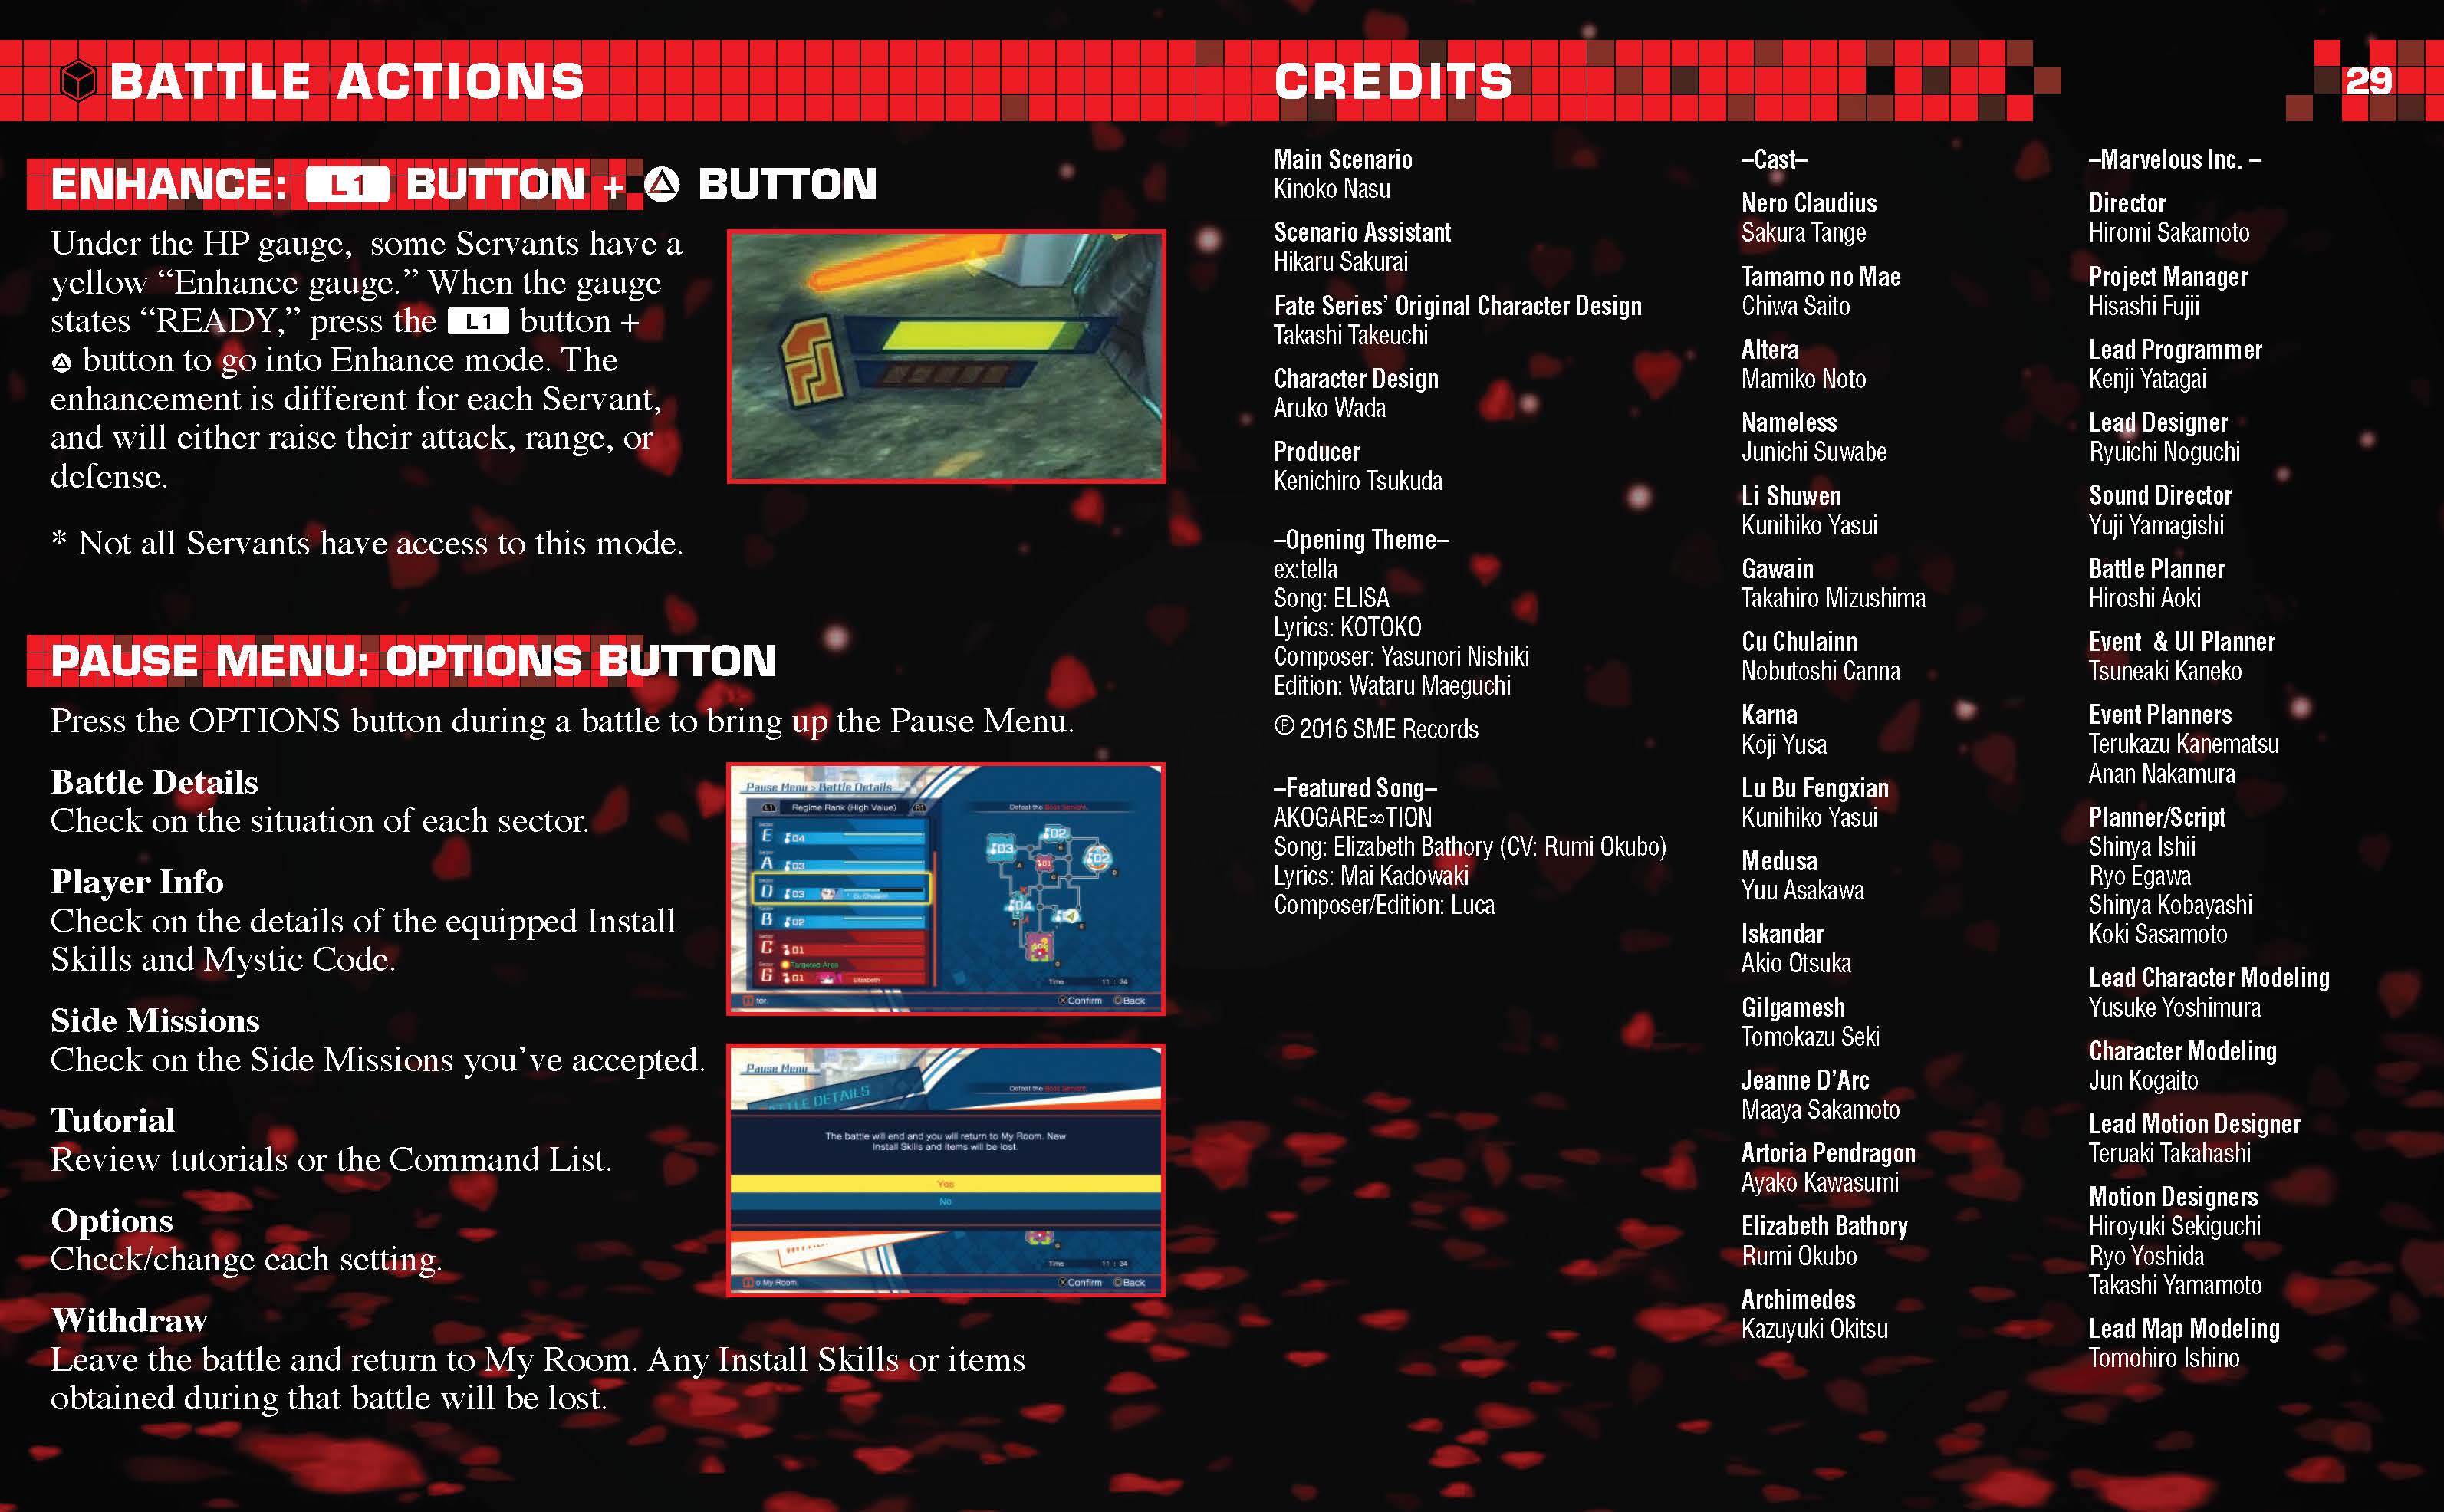 BATTLE ACTIONS
ENHANCE: L1 BUTTON + △ BUTTON
Under the HP gauge,  some Servants have a
yellow “Enhance gauge.” When the gauge
states “READY,” press the L1 button +
△ button to go into Enhance mode. The
enhancement is different for each Servant,
and will either raise their attack, range, or
defense.
* Not all Servants have access to this mode.
PAUSE MENU: OPTIONS BUTTON
Press the OPTIONS button during a battle to bring up the Pause Menu.
Battle Details
Check on the situation of each sector.
Player Info
Check on the details of the equipped Install
Skills and Mystic Code.
Side Missions
Check on the Side Missions you’ve accepted.
Tutorial
Review tutorials or the Command List.
Options
Check/change each setting.
Withdraw
Leave the battle and return to My Room. Any Install Skills or items
obtained during that battle will be lost.
Pause Menu > Battle Details
L1 Regime Rank (High Value) R1
Defeat the Boss Servant.
E 04
A 03
D 03
B 02
C 01
Targeted Area
G 01 Elizabeth
02
03
02
01
04
Time 11 : 34
tor.
Confirm Back
Pause Menu
BATTLE DETAILS
Defeat the Boss Servant.
The battle will end and you will return to My Room. New
Install Skills and items will be lost.
Yes
No
Time 11 : 34
o My Room.
Confirm Back
CREDITS
29
Main Scenario
Kinoko Nasu
Scenario Assistant
Hikaru Sakurai
Fate Series’ Original Character Design
Takashi Takeuchi
Character Design
Aruko Wada
Producer
Kenichiro Tsukuda
–Opening Theme–
ex:tella
Song: ELISA
Lyrics: KOTOKO
Composer: Yasunori Nishiki
Edition: Wataru Maeguchi
℗ 2016 SME Records
–Featured Song–
AKOGARE∞TION
Song: Elizabeth Bathory (CV: Rumi Okubo)
Lyrics: Mai Kadowaki
Composer/Edition: Luca
–Cast–
Nero Claudius
Sakura Tange
Tamamo no Mae
Chiwa Saito
Altera
Mamiko Noto
Nameless
Junichi Suwabe
Li Shuwen
Kunihiko Yasui
Gawain
Takahiro Mizushima
Cu Chulainn
Nobutoshi Canna
Karna
Koji Yusa
Lu Bu Fengxian
Kunihiko Yasui
Medusa
Yuu Asakawa
Iskandar
Akio Otsuka
Gilgamesh
Tomokazu Seki
Jeanne D’Arc
Maaya Sakamoto
Artoria Pendragon
Ayako Kawasumi
Elizabeth Bathory
Rumi Okubo
Archimedes
Kazuyuki Okitsu
–Marvelous Inc. –
Director
Hiromi Sakamoto
Project Manager
Hisashi Fujii
Lead Programmer
Kenji Yatagai
Lead Designer
Ryuichi Noguchi
Sound Director
Yuji Yamagishi
Battle Planner
Hiroshi Aoki
Event  & UI Planner
Tsuneaki Kaneko
Event Planners
Terukazu Kanematsu
Anan Nakamura
Planner/Script
Shinya Ishii
Ryo Egawa
Shinya Kobayashi
Koki Sasamoto
Lead Character Modeling
Yusuke Yoshimura
Character Modeling
Jun Kogaito
Lead Motion Designer
Teruaki Takahashi
Motion Designers
Hiroyuki Sekiguchi
Ryo Yoshida
Takashi Yamamoto
Lead Map Modeling
Tomohiro Ishino